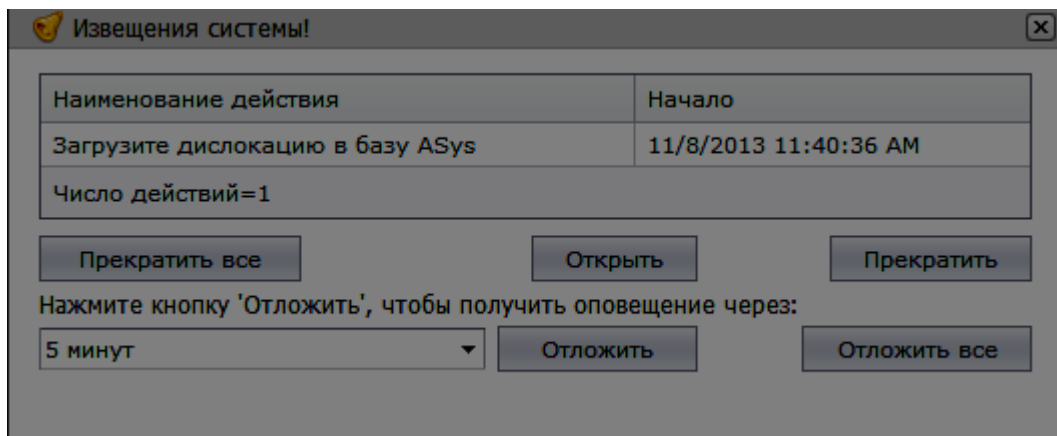 Извещения системы!
Наименование действия Начало
Загрузите дислокацию в базу ASys 11/8/2013 11:40:36 AM
Число действий=1
Прекратить все Открыть Прекратить
Нажмите кнопку 'Отложить', чтобы получить оповещение через:
5 минут Отложить Отложить все